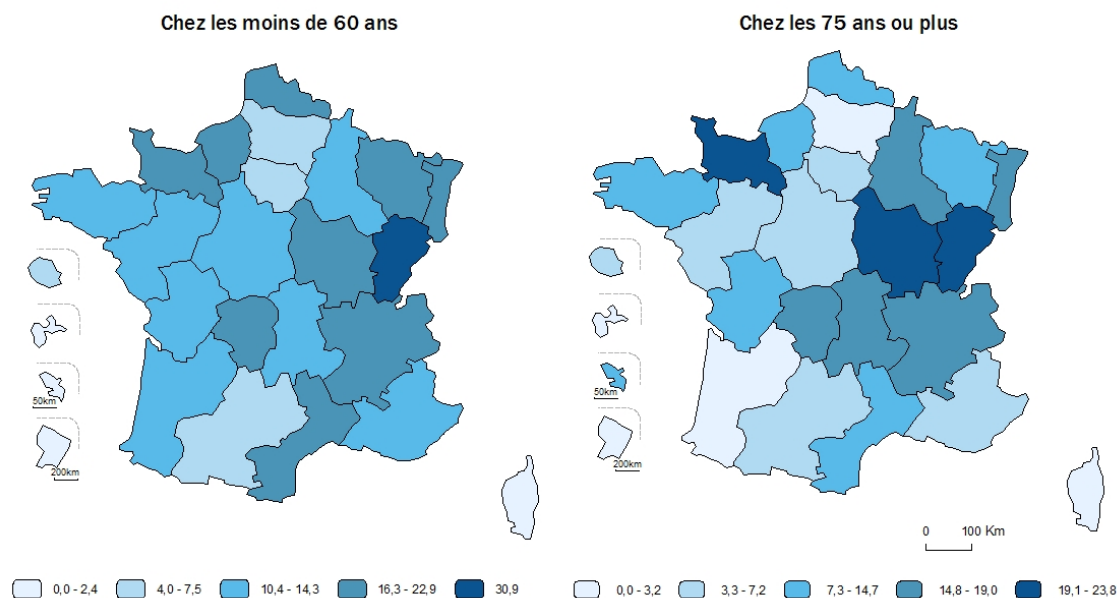 Chez les moins de 60 ans
50km
200km
0,0 - 2,4
4,0 - 7,5
10,4 - 14,3
16,3 - 22,9
30,9
Chez les 75 ans ou plus
50km
200km
0 100 Km
0,0 - 3,2
3,3 - 7,2
7,3 - 14,7
14,8 - 19,0
19,1 - 23,8